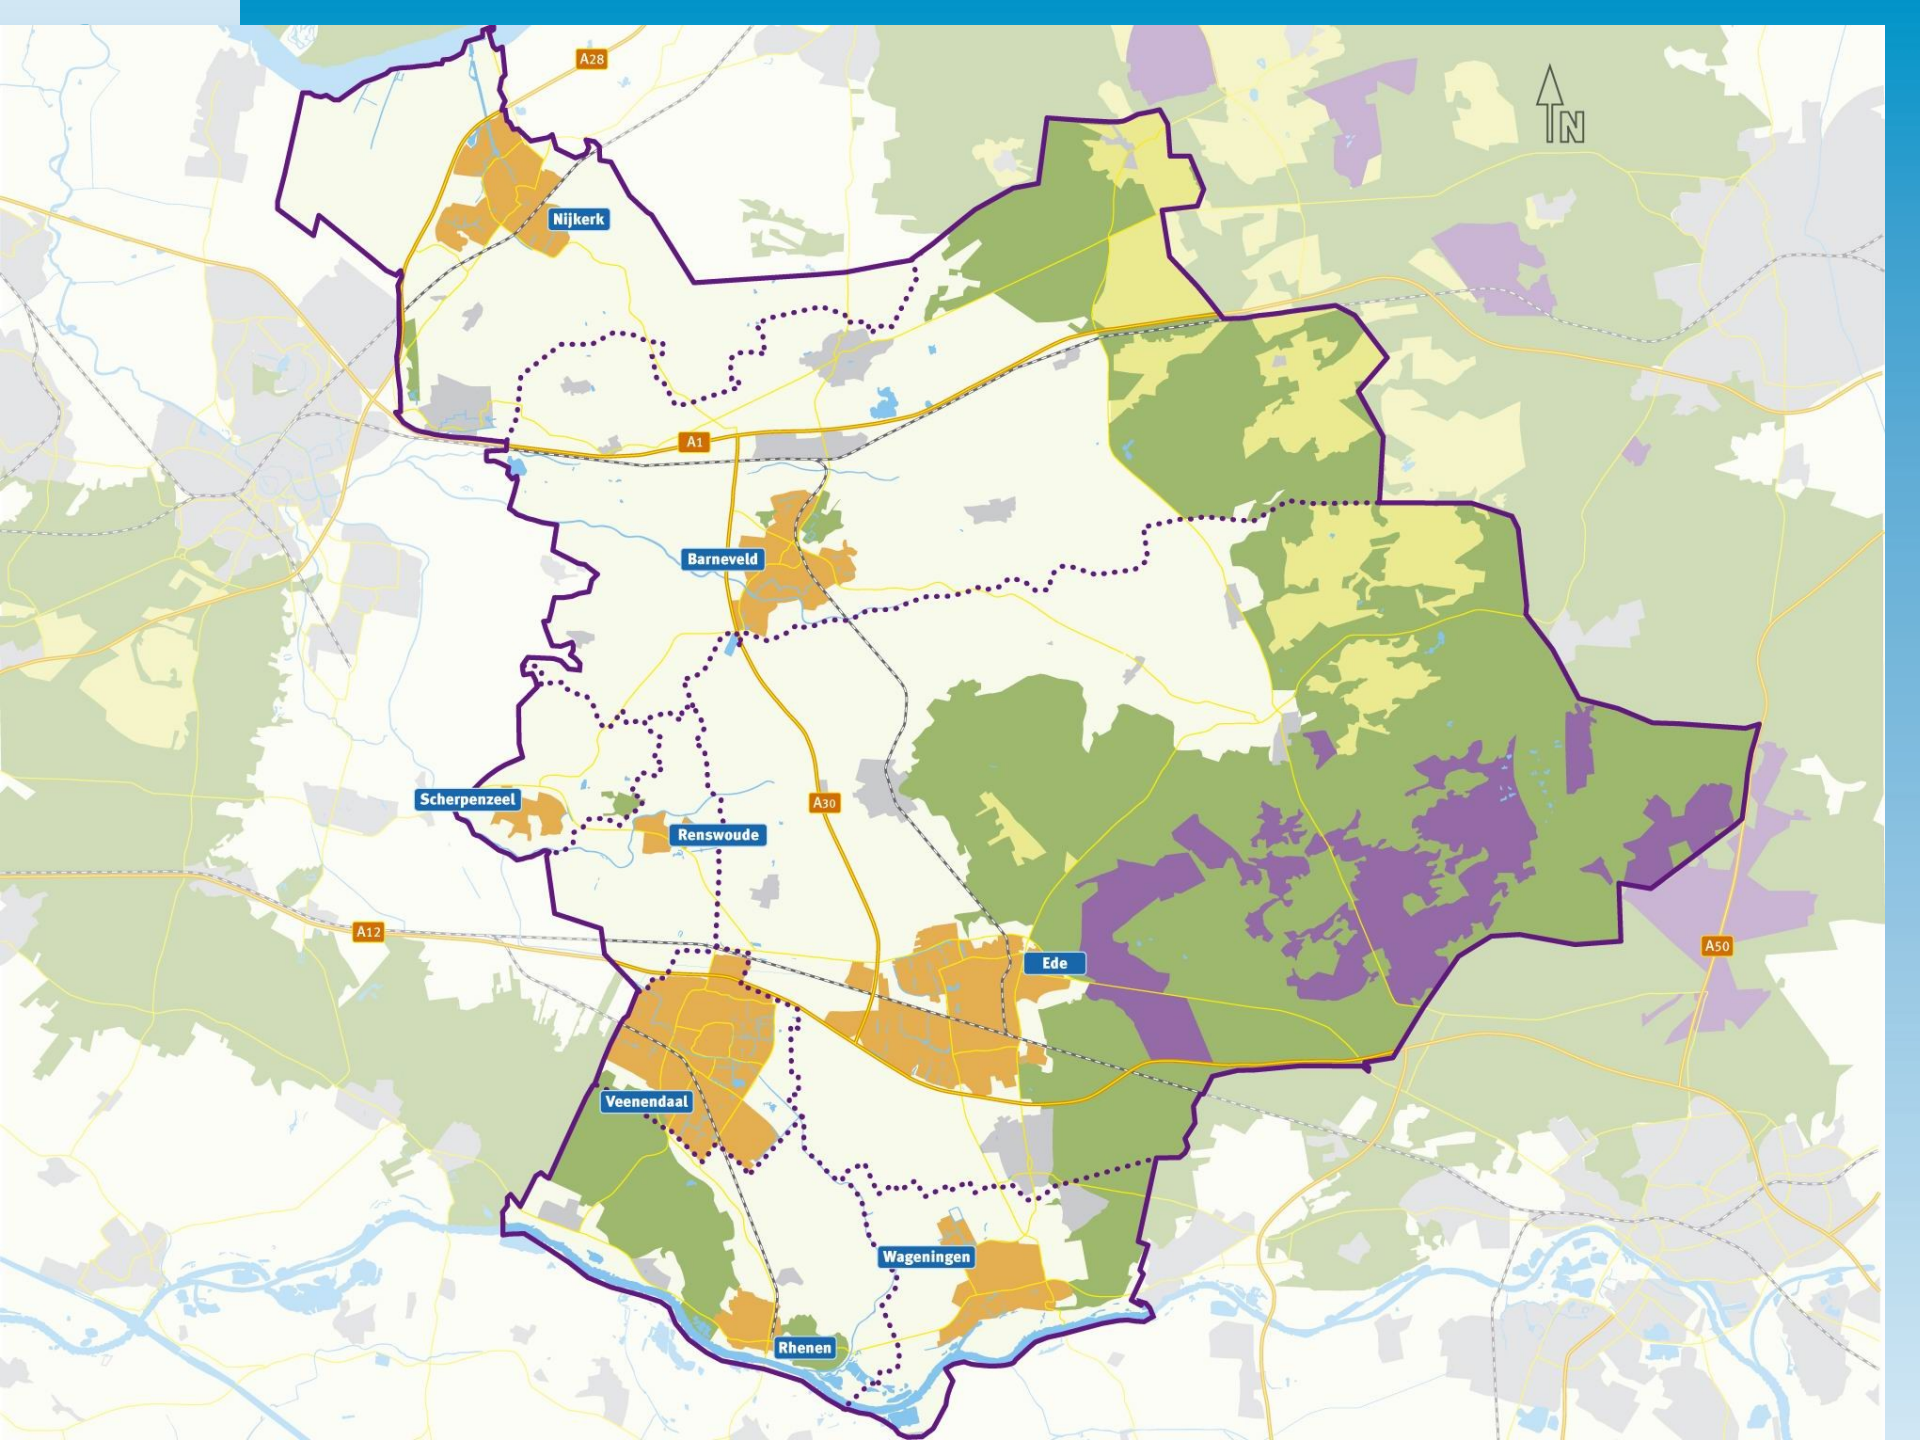 A28
N
Nijkerk
A1
Barneveld
Scherpenzeel
A30
Renswoude
A12
A50
Ede
Veenendaal
Wageningen
Rhenen